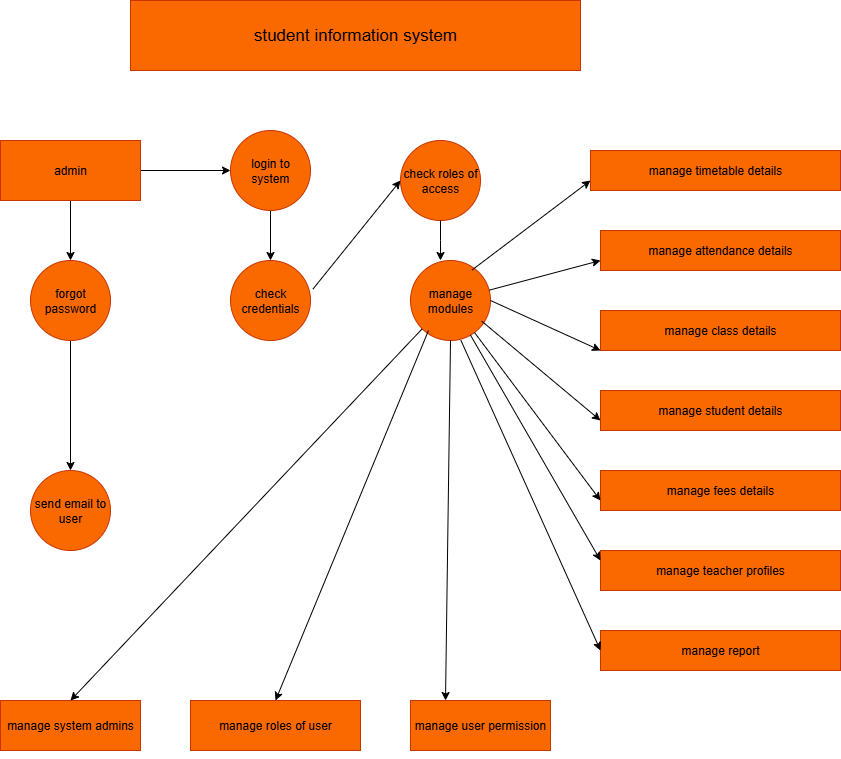 student information system
admin
login to
system
check roles of
access
manage timetable details
manage attendance details
forgot
password
check
credentials
manage
modules
manage class details
manage student details
manage fees details
send email to
user
manage teacher profiles
manage report
manage system admins
manage roles of user
manage user permission